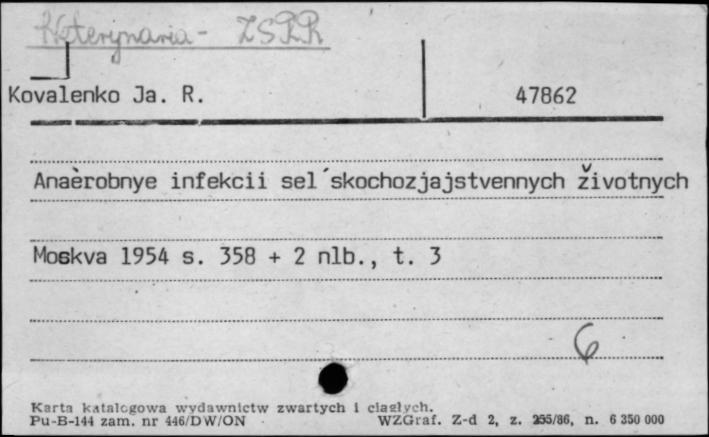 Weterynaria - ZSRR
Kovalenko Ja. R. 47862
Anaèrobnye infekcii sel´skochozjajstvennych životnych
Moskva 1954 s. 358 + 2 nlb., t. 3
6
Karta katalogowa wydawnictw zwartych i ciągłych.
Pu-B-144 zam. nr 446/DW/ON WZGraf. Z-d 2, z. 255/86, n. 6 350 000